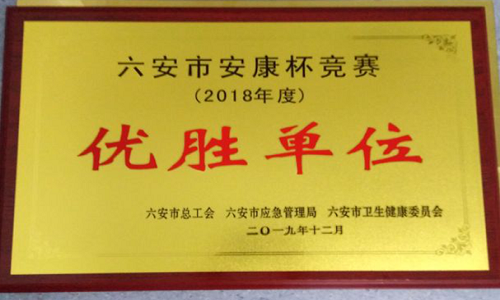 六安市安康杯竞赛
(2018年度)
优胜单位
六安市总工会 六安市应急管理局 六安市卫生健康委员会
二〇一九年十二月